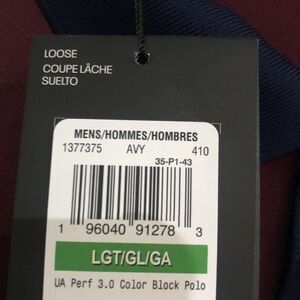 LOOSE
COUPE LÂCHE
SUELTO
MENS/HOMMES/HOMBRES
1377375 AVY 410
35-P1-43
1 96040 91278 3
LGT/GL/GA
UA Perf 3.0 Color Block Polo